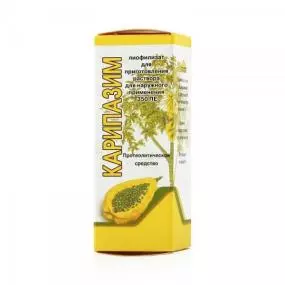 КАРИПАЗИМ
лиофилизат
для
приготовления
раствора
для наружного
применения
350 ПЕ
Протеолитическое
средство